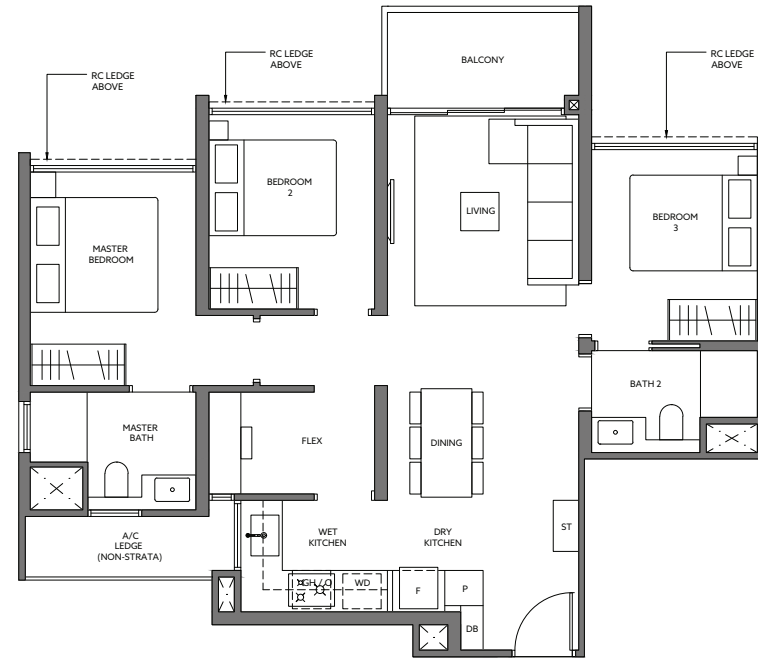 RC LEDGE
ABOVE
BALCONY
RC LEDGE
ABOVE
RC LEDGE
ABOVE
BEDROOM
2
LIVING
BEDROOM
3
MASTER
BEDROOM
BATH 2
MASTER
BATH
FLEX
DINING
A/C
LEDGE
(NON-STRATA)
WET
KITCHEN
DRY
KITCHEN
ST
WD
F
P
DB